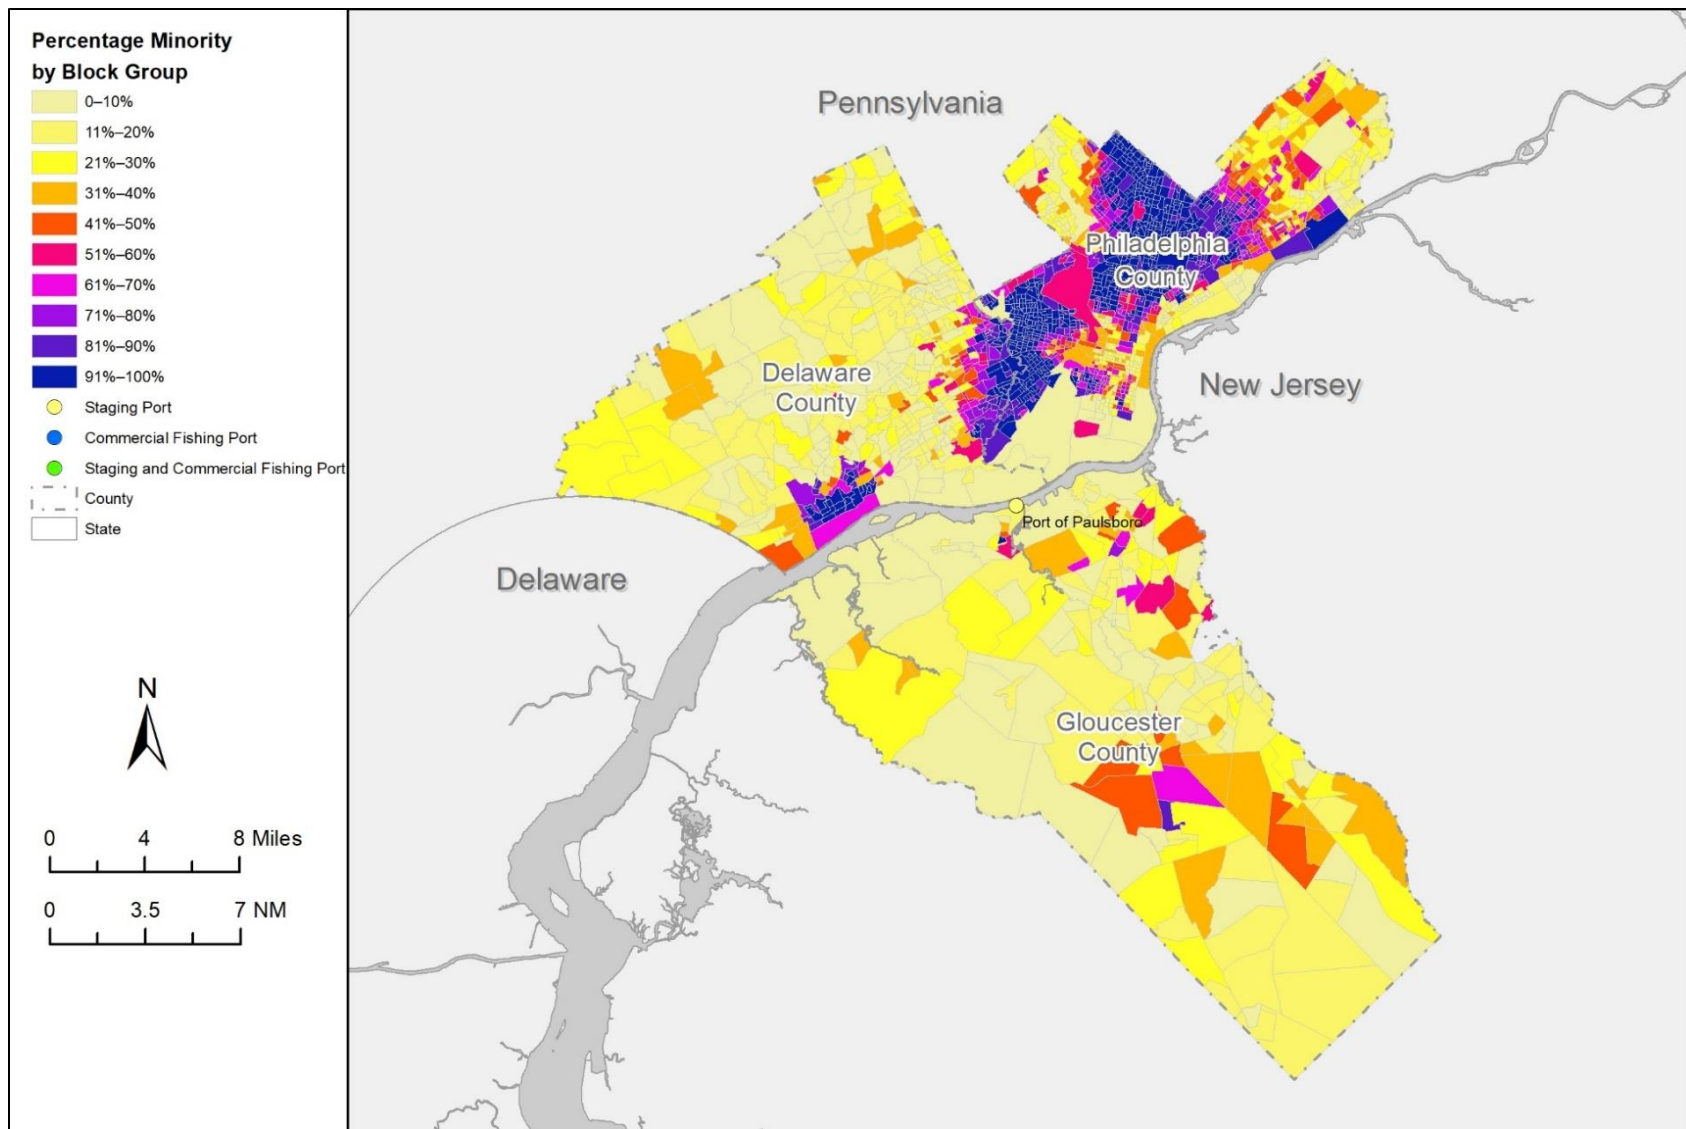 Percentage Minority
by Block Group
0–10%
11%–20%
21%–30%
31%–40%
41%–50%
51%–60%
61%–70%
71%–80%
81%–90%
91%–100%
Staging Port
Commercial Fishing Port
Staging and Commercial Fishing Port
County
State
N
0 4 8 Miles
0 3.5 7 NM
Pennsylvania
Philadelphia
County
New Jersey
Delaware
County
Port of Paulsboro
Delaware
Gloucester
County